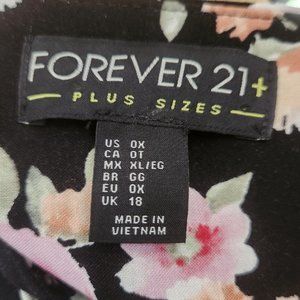 FOREVER 21+
PLUS SIZES
US 0X
CA 0T
MX XL/EG
BR GG
EU 0X
UK 18
MADE IN
VIETNAM